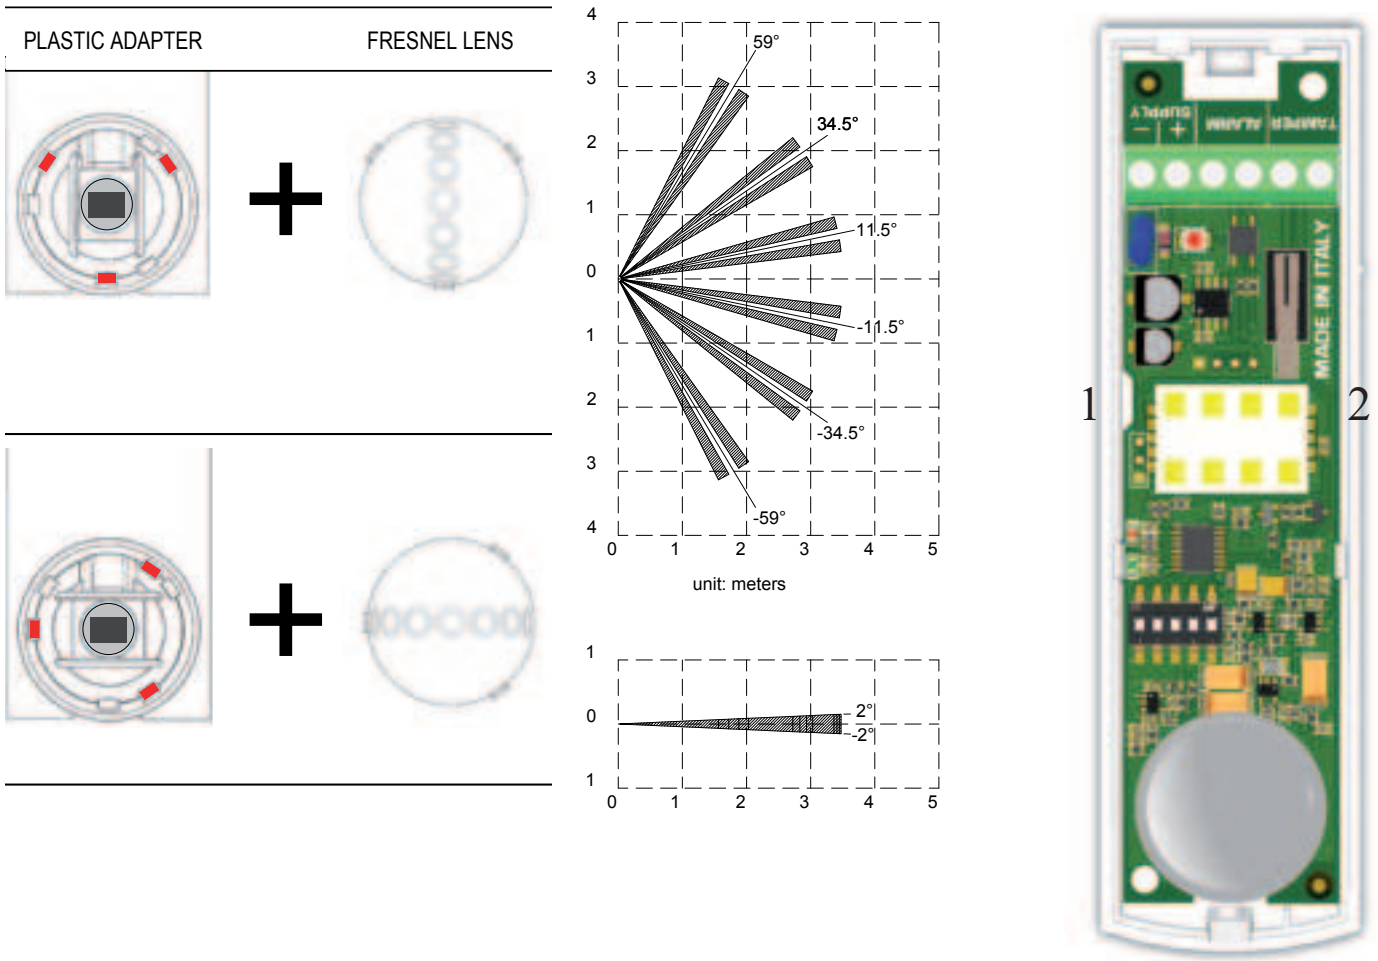 PLASTIC ADAPTER
FRESNEL LENS
4
3
2
1
0
1
2
3
4
59°
34.5°
11.5°
-11.5°
-34.5°
-59°
0 1 2 3 4 5
unit: meters
1
0
1
2°
-2°
0 1 2 3 4 5
- + SUPPLY
ALARM
TAMPER
MADE IN ITALY
1
2